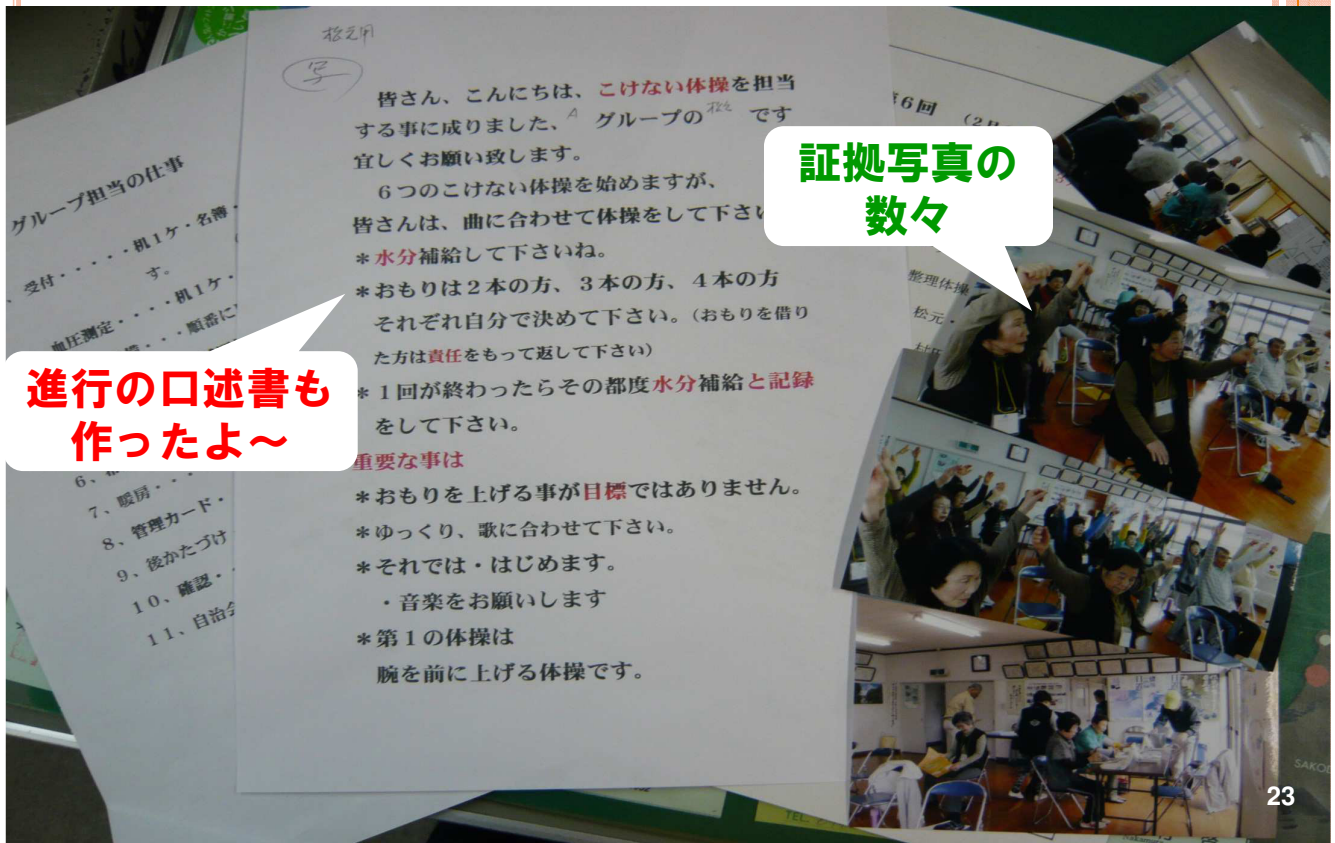 松元用
写
皆さん、こんにちは、こけない体操を担当
する事に成りました、A グループの 松元 です
宜しくお願い致します。
６つのこけない体操を始めますが、
皆さんは、曲に合わせて体操をして下さい
＊水分補給して下さいね。
＊おもりは２本の方、３本の方、４本の方
それぞれ自分で決めて下さい。（おもりを借り
た方は責任をもって返して下さい）
＊１回が終わったらその都度水分補給と記録
をして下さい。
重要な事は
＊おもりを上げる事が目標ではありません。
＊ゆっくり、歌に合わせて下さい。
＊それでは・はじめます。
・音楽をお願いします
＊第１の体操は
腕を前に上げる体操です。
グループ担当の仕事
、受付・・・・・机１ケ・名簿・
す。
血圧測定・・・・机１ケ・
・・順番に
6、
7、暖房・・・
8、管理カード・
9、後かたづけ
10、確認・・
11、自治会
進行の口述書も
作ったよ～
証拠写真の
数々
第6回　（2月
整理体操
松元・
SAKO
TEL
23